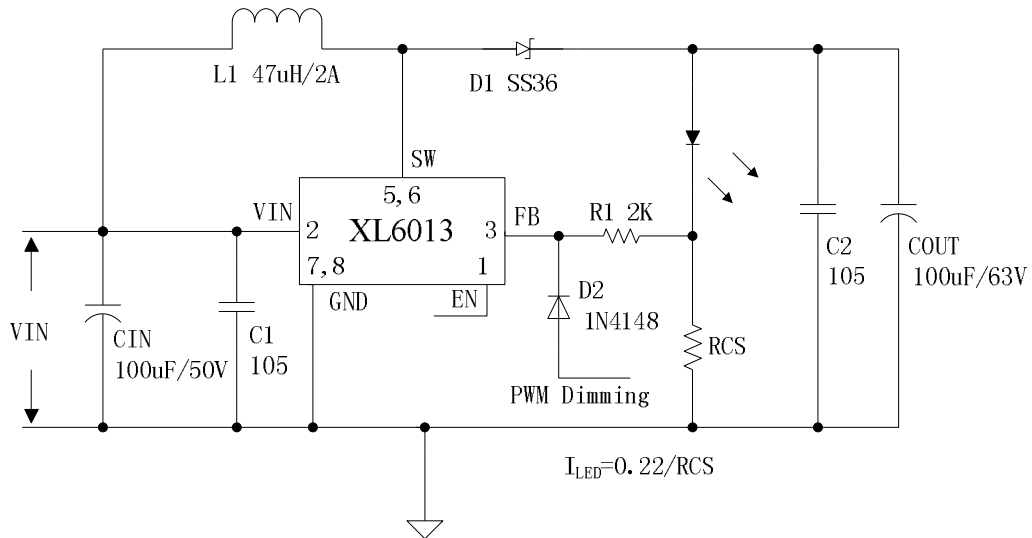 L1 47uH/2A
D1 SS36
SW
5,6
VIN
2
XL6013
3
FB
R1 2K
7,8
1
GND
EN
C2
105
COUT
100uF/63V
D2
1N4148
VIN
CIN
100uF/50V
C1
105
RCS
PWM Dimming
ILED=0.22/RCS